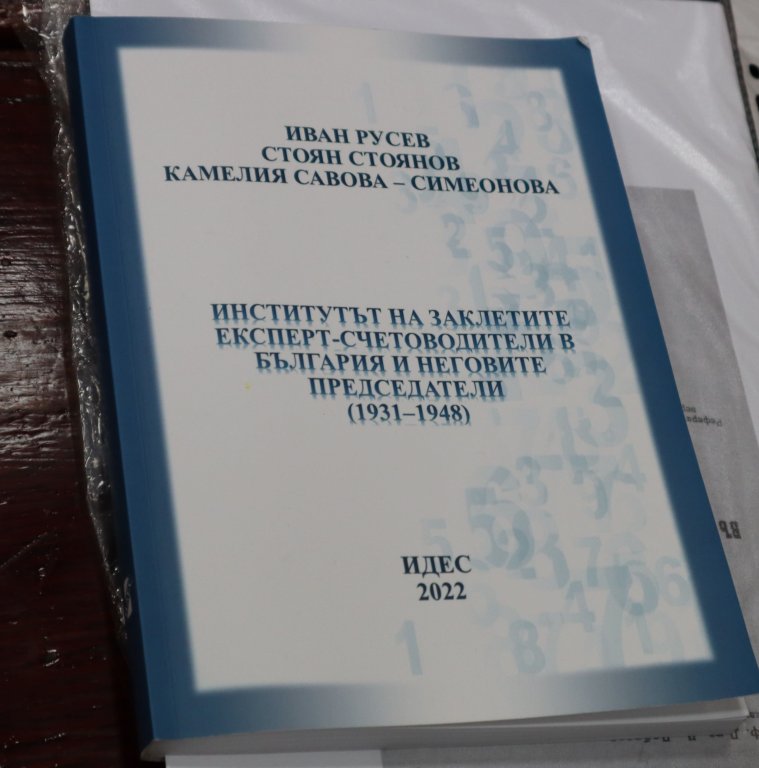 ИВАН РУСЕВ
СТОЯН СТОЯНОВ
КАМЕЛИЯ САВОВА – СИМЕОНОВА
ИНСТИТУТЪТ НА ЗАКЛЕТИТЕ
ЕКСПЕРТ-СЧЕТОВОДИТЕЛИ В
БЪЛГАРИЯ И НЕГОВИТЕ
ПРЕДСЕДАТЕЛИ
(1931–1948)
ИДЕС
2022